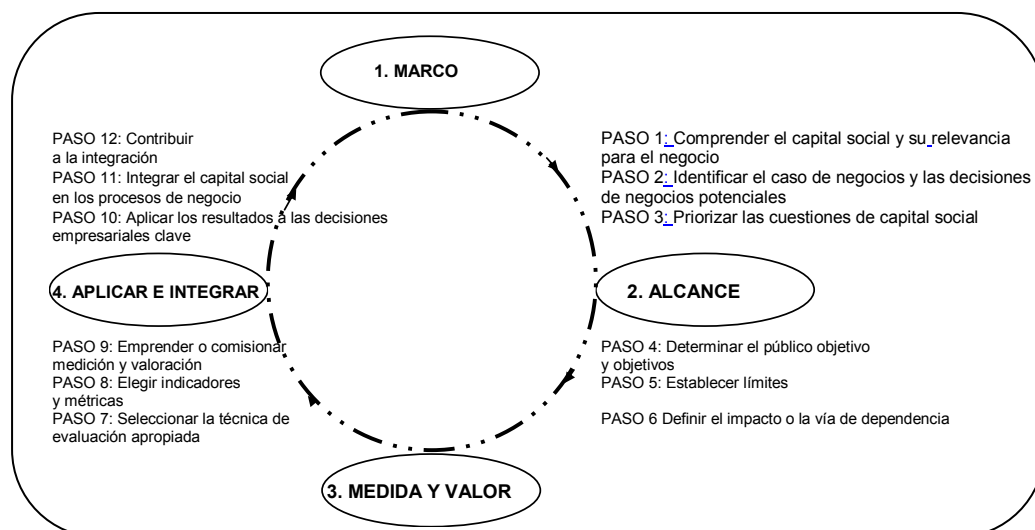 1. MARCO
PASO 12: Contribuir
a la integración
PASO 11: Integrar el capital social
en los procesos de negocio
PASO 10: Aplicar los resultados a las decisiones
empresariales clave
PASO 1: Comprender el capital social y su relevancia
para el negocio
PASO 2: Identificar el caso de negocios y las decisiones
de negocios potenciales
PASO 3: Priorizar las cuestiones de capital social
4. APLICAR E INTEGRAR
2. ALCANCE
PASO 9: Emprender o comisionar
medición y valoración
PASO 8: Elegir indicadores
y métricas
PASO 7: Seleccionar la técnica de
evaluación apropiada
PASO 4: Determinar el público objetivo
y objetivos
PASO 5: Establecer límites
PASO 6 Definir el impacto o la vía de dependencia
3. MEDIDA Y VALOR